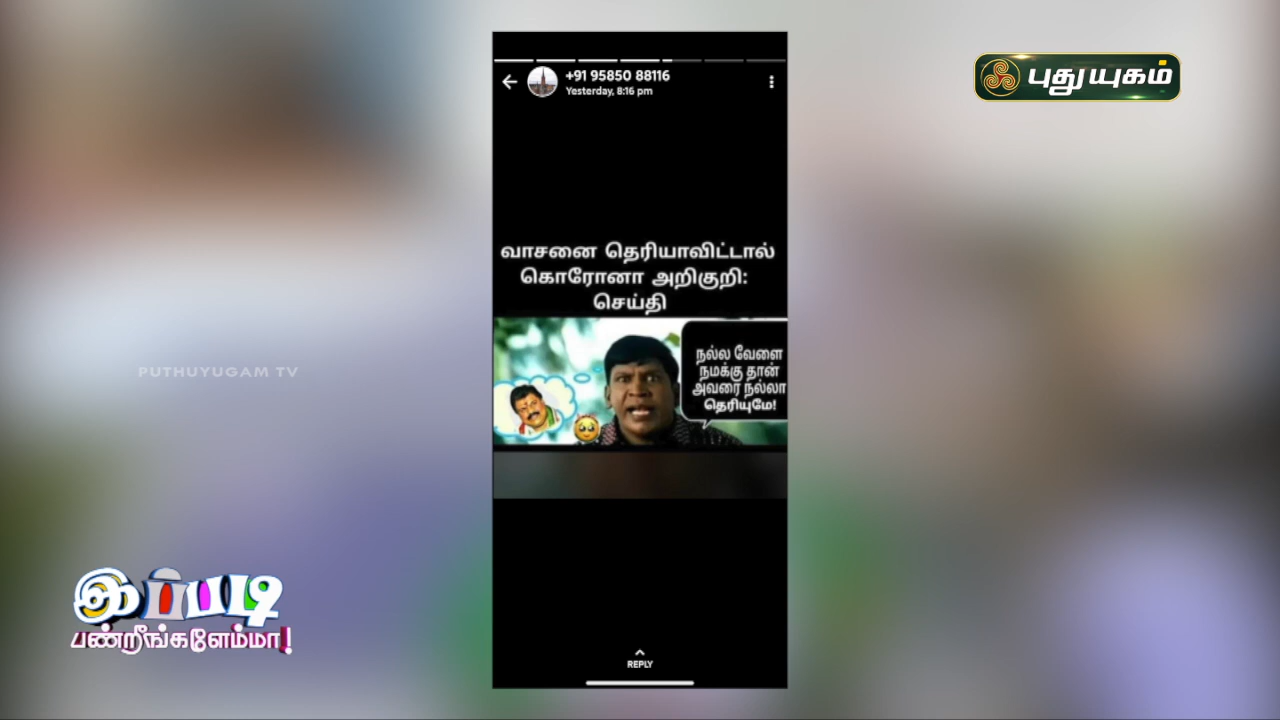 +91 95850 88116
Yesterday, 8:16 pm
புதுயுகம்
வாசனை தெரியாவிட்டால்
கொரோனா அறிகுறி:
செய்தி
நல்ல வேளை
நமக்கு தான்
அவரை நல்லா
தெரியுமே!
PUTHUYUGAM TV
இப்படி
பண்றீங்களேம்மா!
REPLY